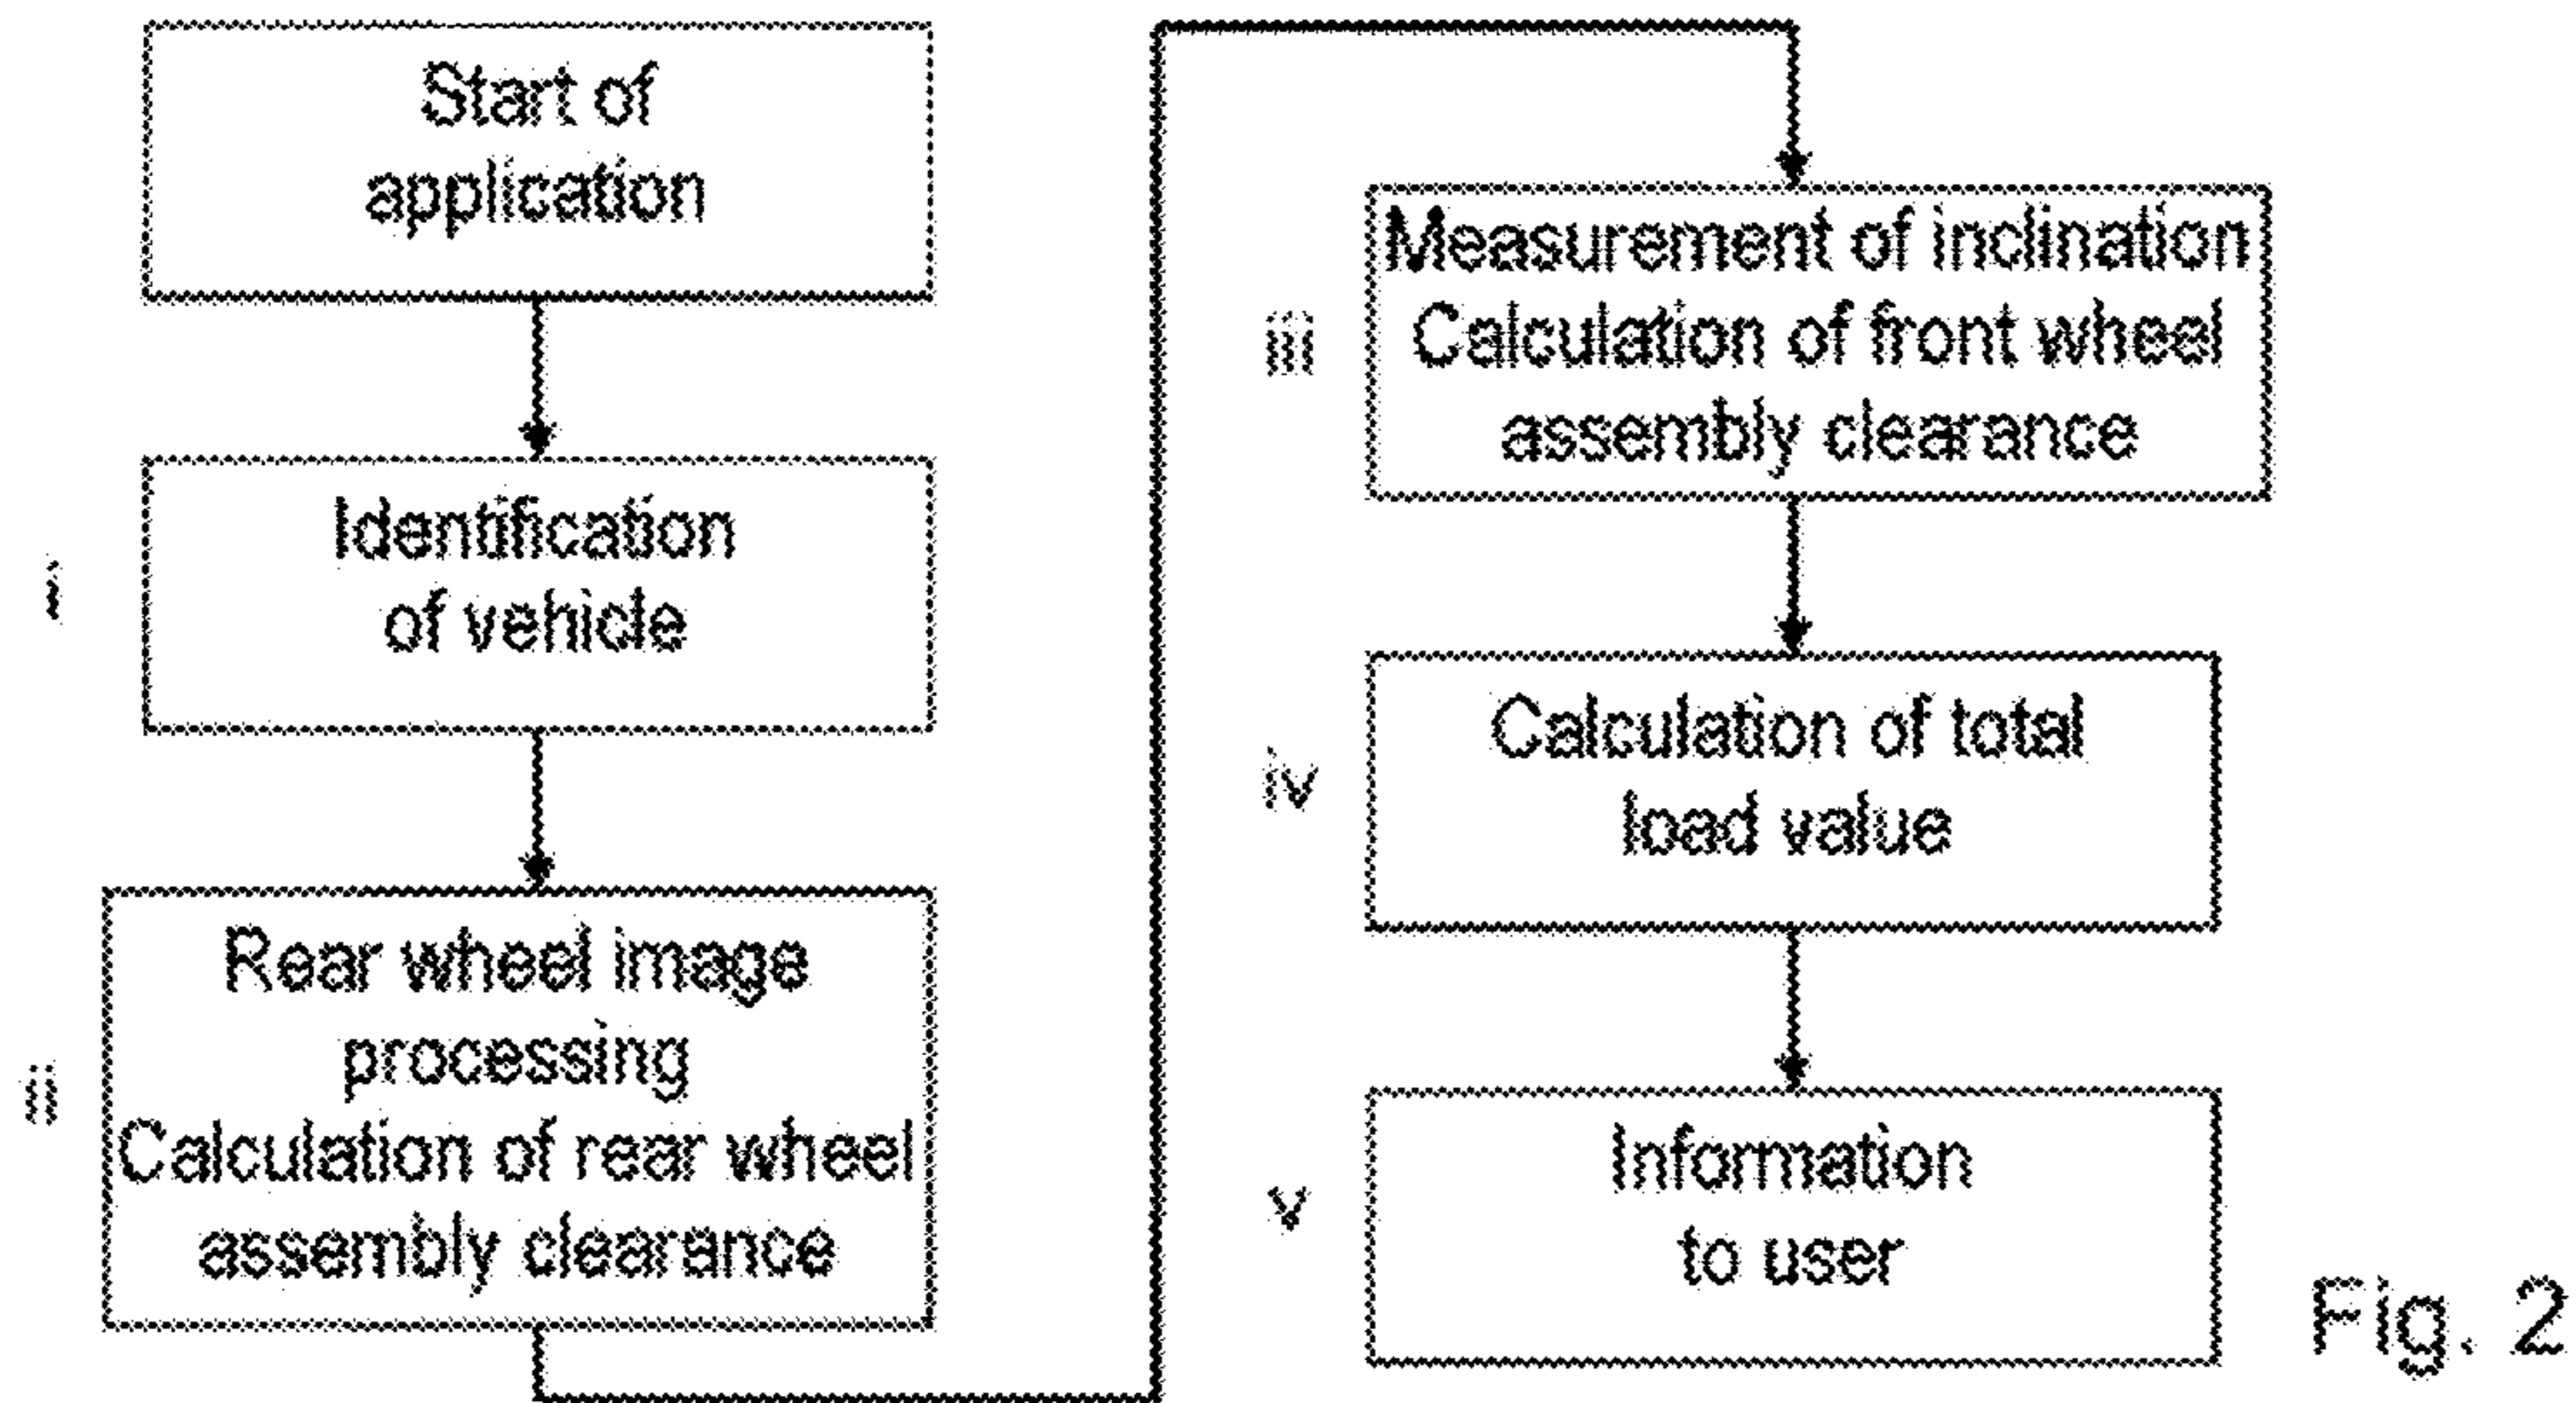 Start of
application
i
Identification
of vehicle
ii
Rear wheel image
processing
Calculation of rear wheel
assembly clearance
iii
Measurement of inclination
Calculation of front wheel
assembly clearance
iv
Calculation of total
load value
v
Information
to user
Fig. 2